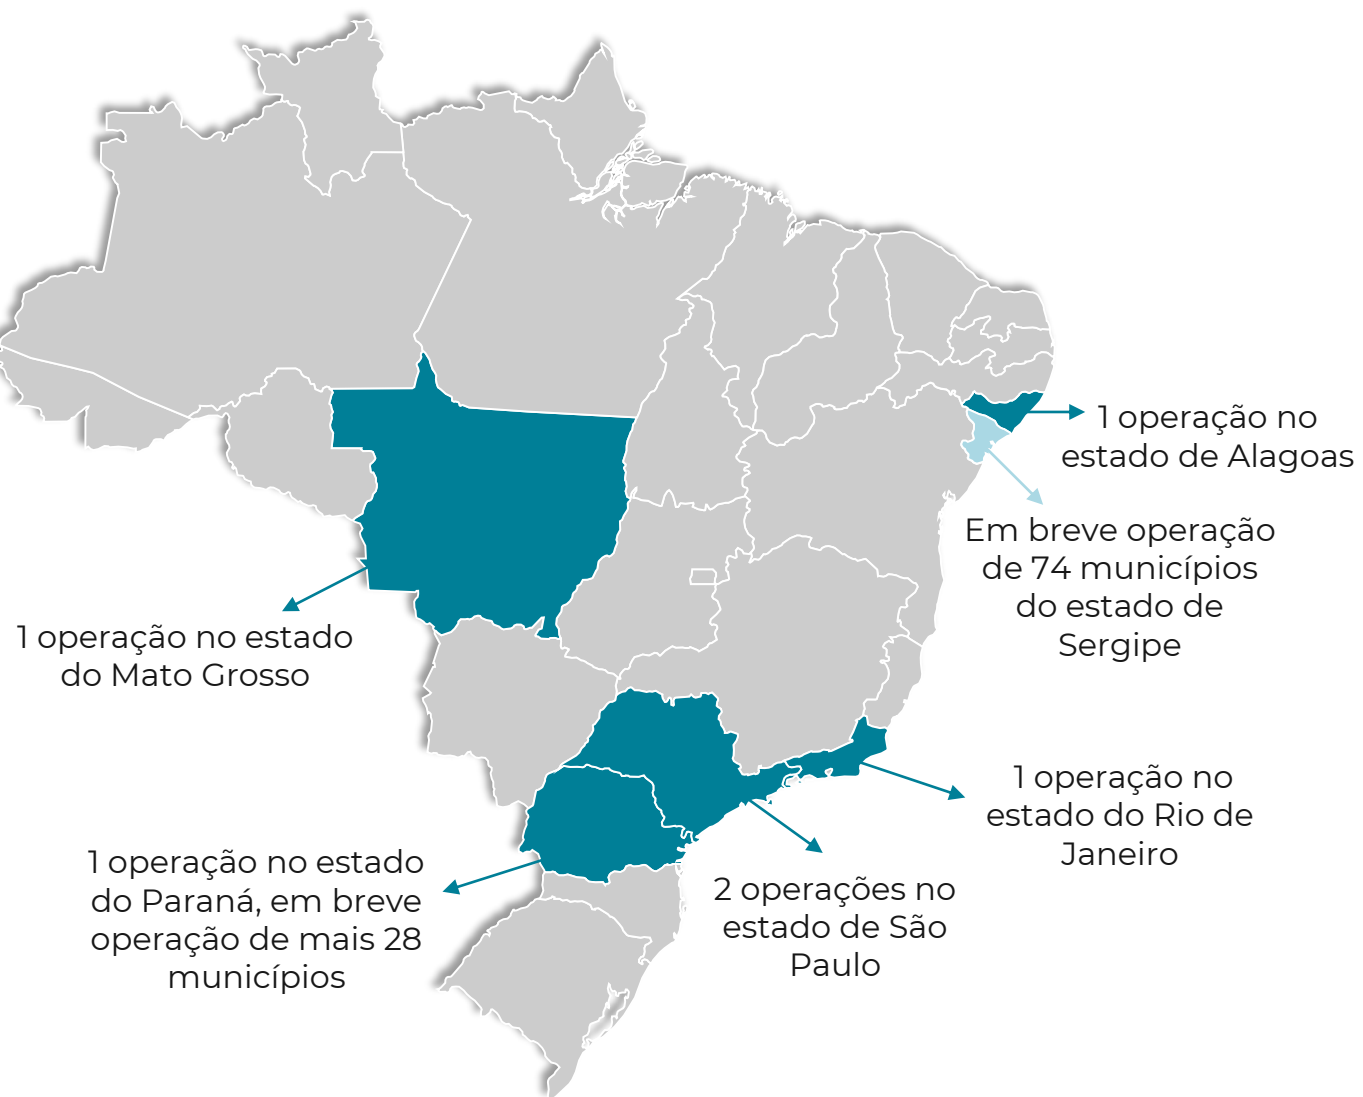 1 operação no
estado de Alagoas
Em breve operação
de 74 municípios
do estado de
Sergipe
1 operação no estado
do Mato Grosso
1 operação no
estado do Rio de
Janeiro
1 operação no estado
do Paraná, em breve
operação de mais 28
municípios
2 operações no
estado de São
Paulo